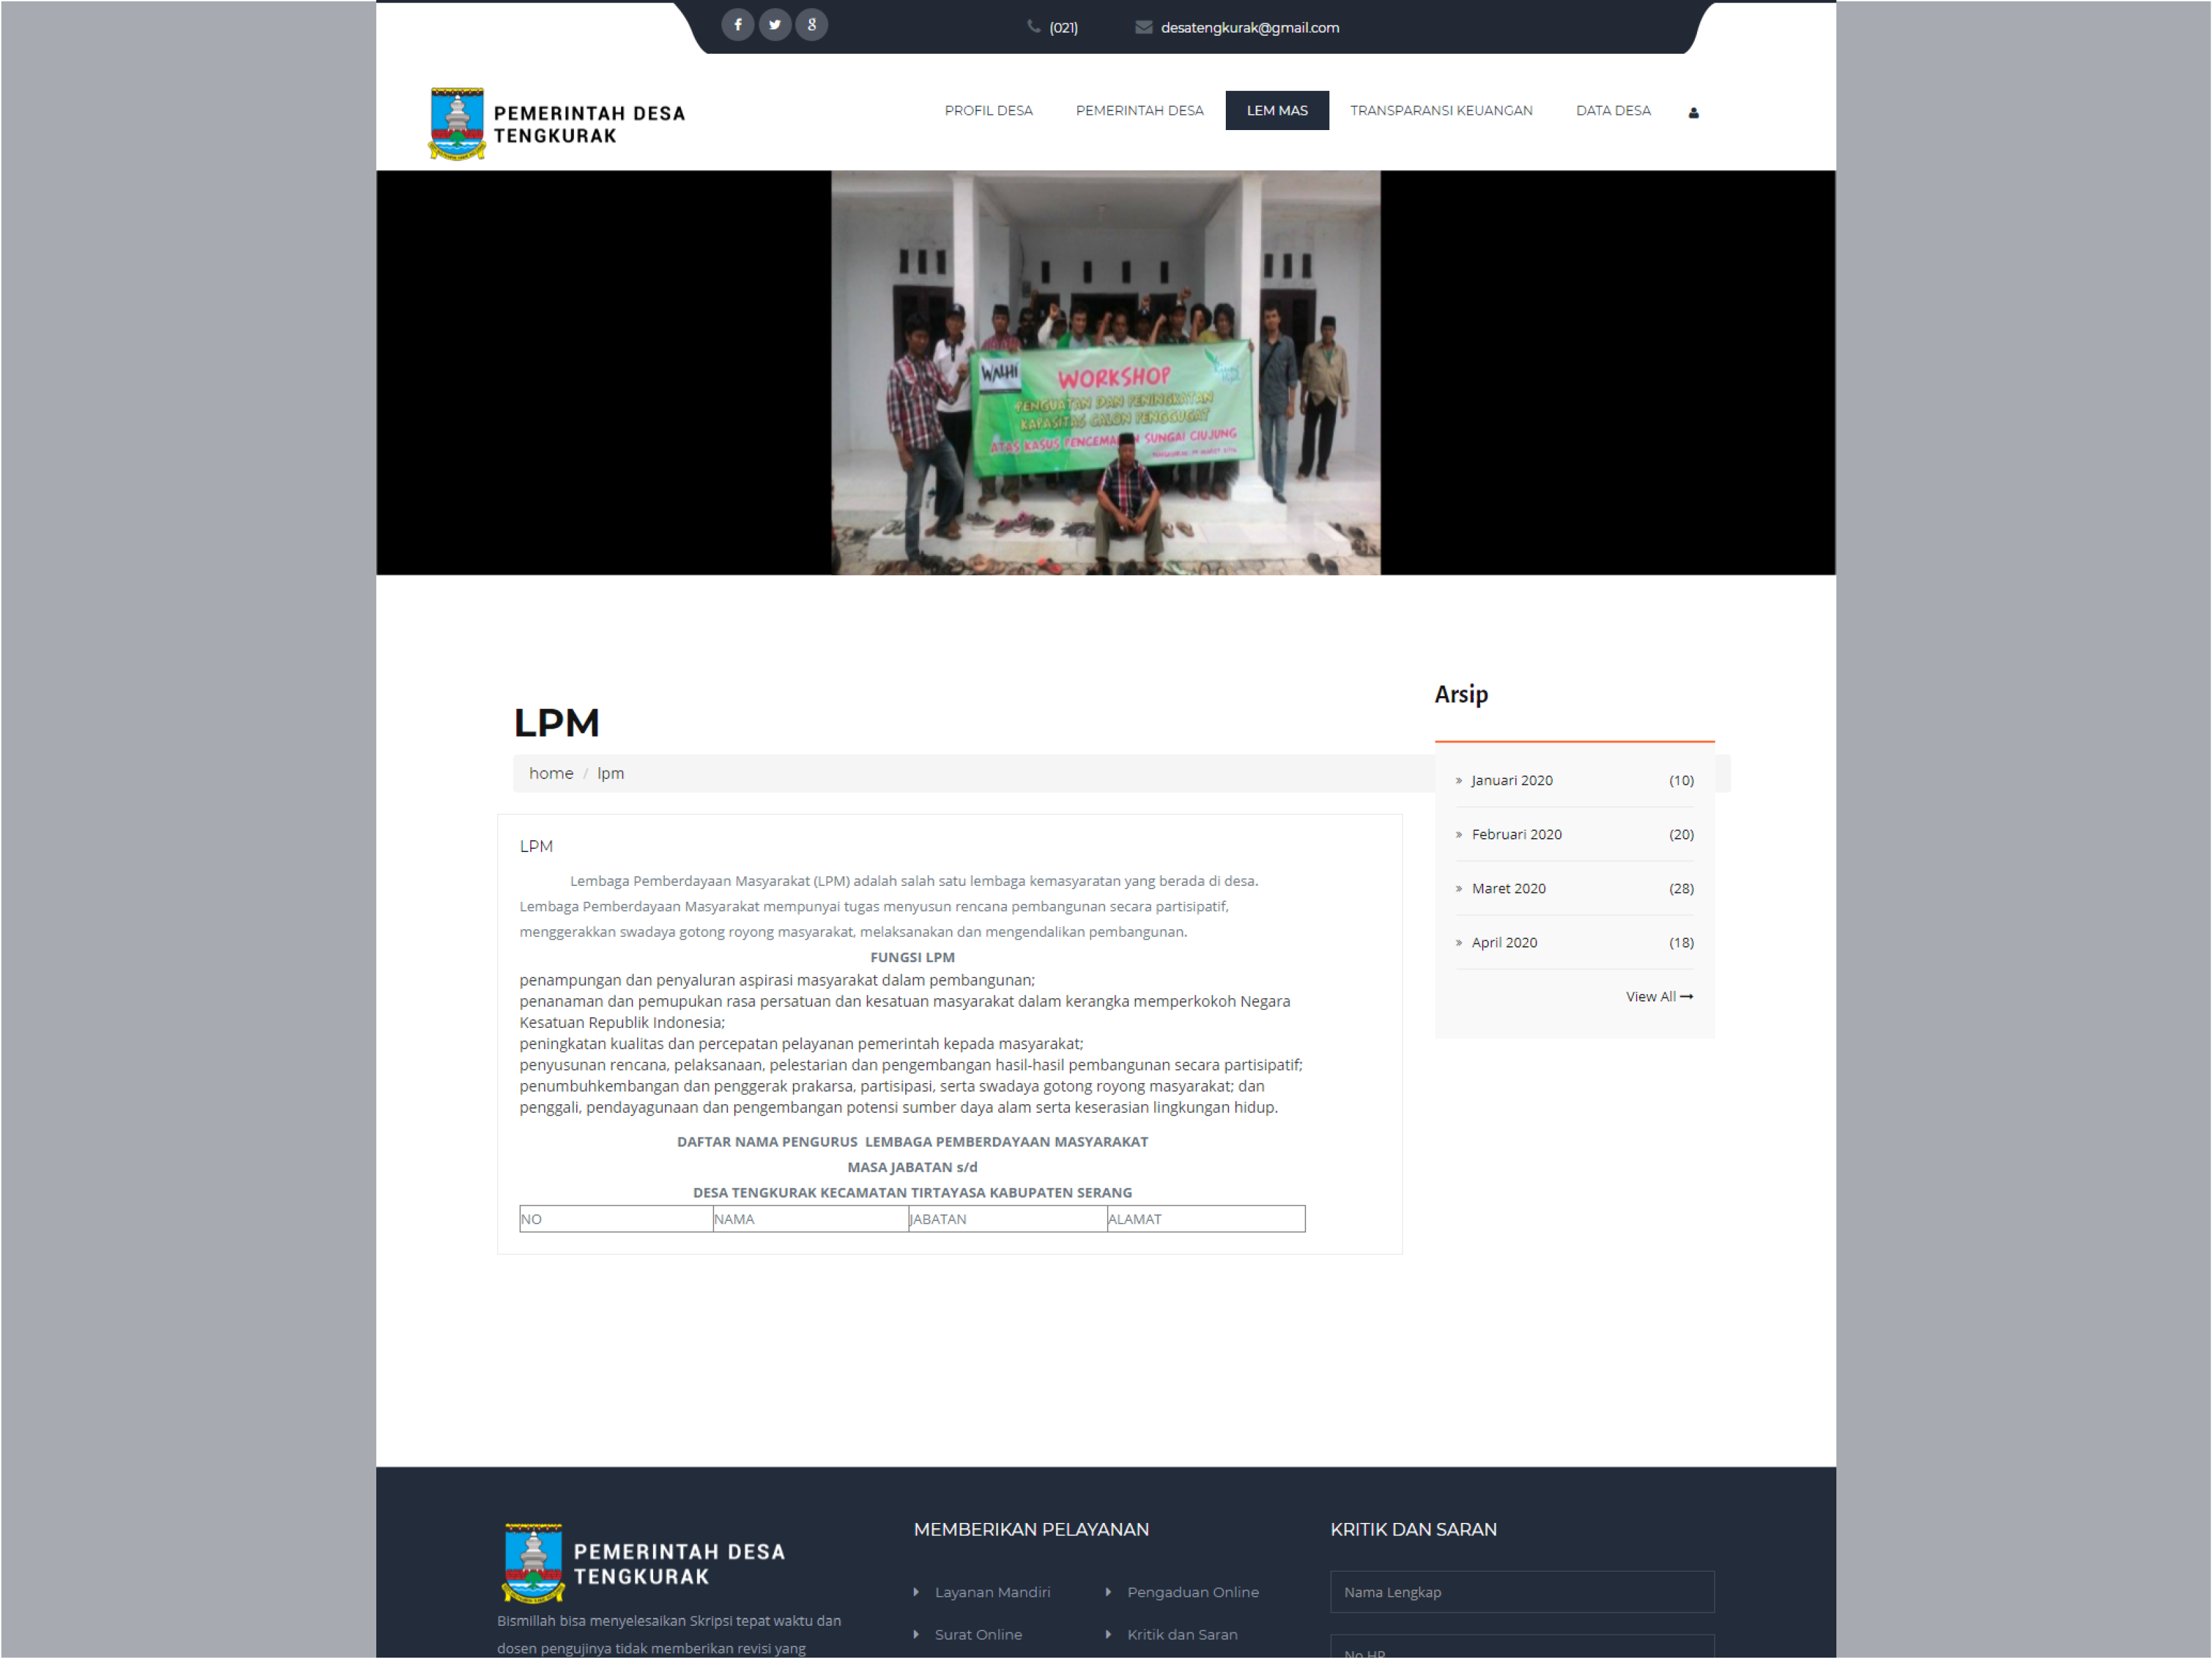 (021)
desatengkurak@gmail.com
PEMERINTAH DESA
TENGKURAK
PROFIL DESA
PEMERINTAH DESA
LEM MAS
TRANSPARANSI KEUANGAN
DATA DESA
WALHI
WORKSHOP
PENGUATAN DAN PENINGKATAN
KAPASITAS CALON PENGGUGAT
ATAS KASUS PENCEMARAN SUNGAI CIUJUNG
LPM
home / lpm
LPM
Lembaga Pemberdayaan Masyarakat (LPM) adalah salah satu lembaga kemasyaratan yang berada di desa.
Lembaga Pemberdayaan Masyarakat mempunyai tugas menyusun rencana pembangunan secara partisipatif,
menggerakkan swadaya gotong royong masyarakat, melaksanakan dan mengendalikan pembangunan.
FUNGSI LPM
penampungan dan penyaluran aspirasi masyarakat dalam pembangunan;
penanaman dan pemupukan rasa persatuan dan kesatuan masyarakat dalam kerangka memperkokoh Negara
Kesatuan Republik Indonesia;
peningkatan kualitas dan percepatan pelayanan pemerintah kepada masyarakat;
penyusunan rencana, pelaksanaan, pelestarian dan pengembangan hasil-hasil pembangunan secara partisipatif;
penumbuhkembangan dan penggerak prakarsa, partisipasi, serta swadaya gotong royong masyarakat; dan
penggali, pendayagunaan dan pengembangan potensi sumber daya alam serta keserasian lingkungan hidup.
DAFTAR NAMA PENGURUS LEMBAGA PEMBERDAYAAN MASYARAKAT
MASA JABATAN s/d
DESA TENGKURAK KECAMATAN TIRTAYASA KABUPATEN SERANG
NO NAMA JABATAN ALAMAT
Arsip
» Januari 2020 (10)
» Februari 2020 (20)
» Maret 2020 (28)
» April 2020 (18)
View All →
PEMERINTAH DESA
TENGKURAK
Bismillah bisa menyelesaikan Skripsi tepat waktu dan
dosen pengujinya tidak memberikan revisi yang
MEMBERIKAN PELAYANAN
Layanan Mandiri
Pengaduan Online
Surat Online
Kritik dan Saran
KRITIK DAN SARAN
Nama Lengkap
No HP